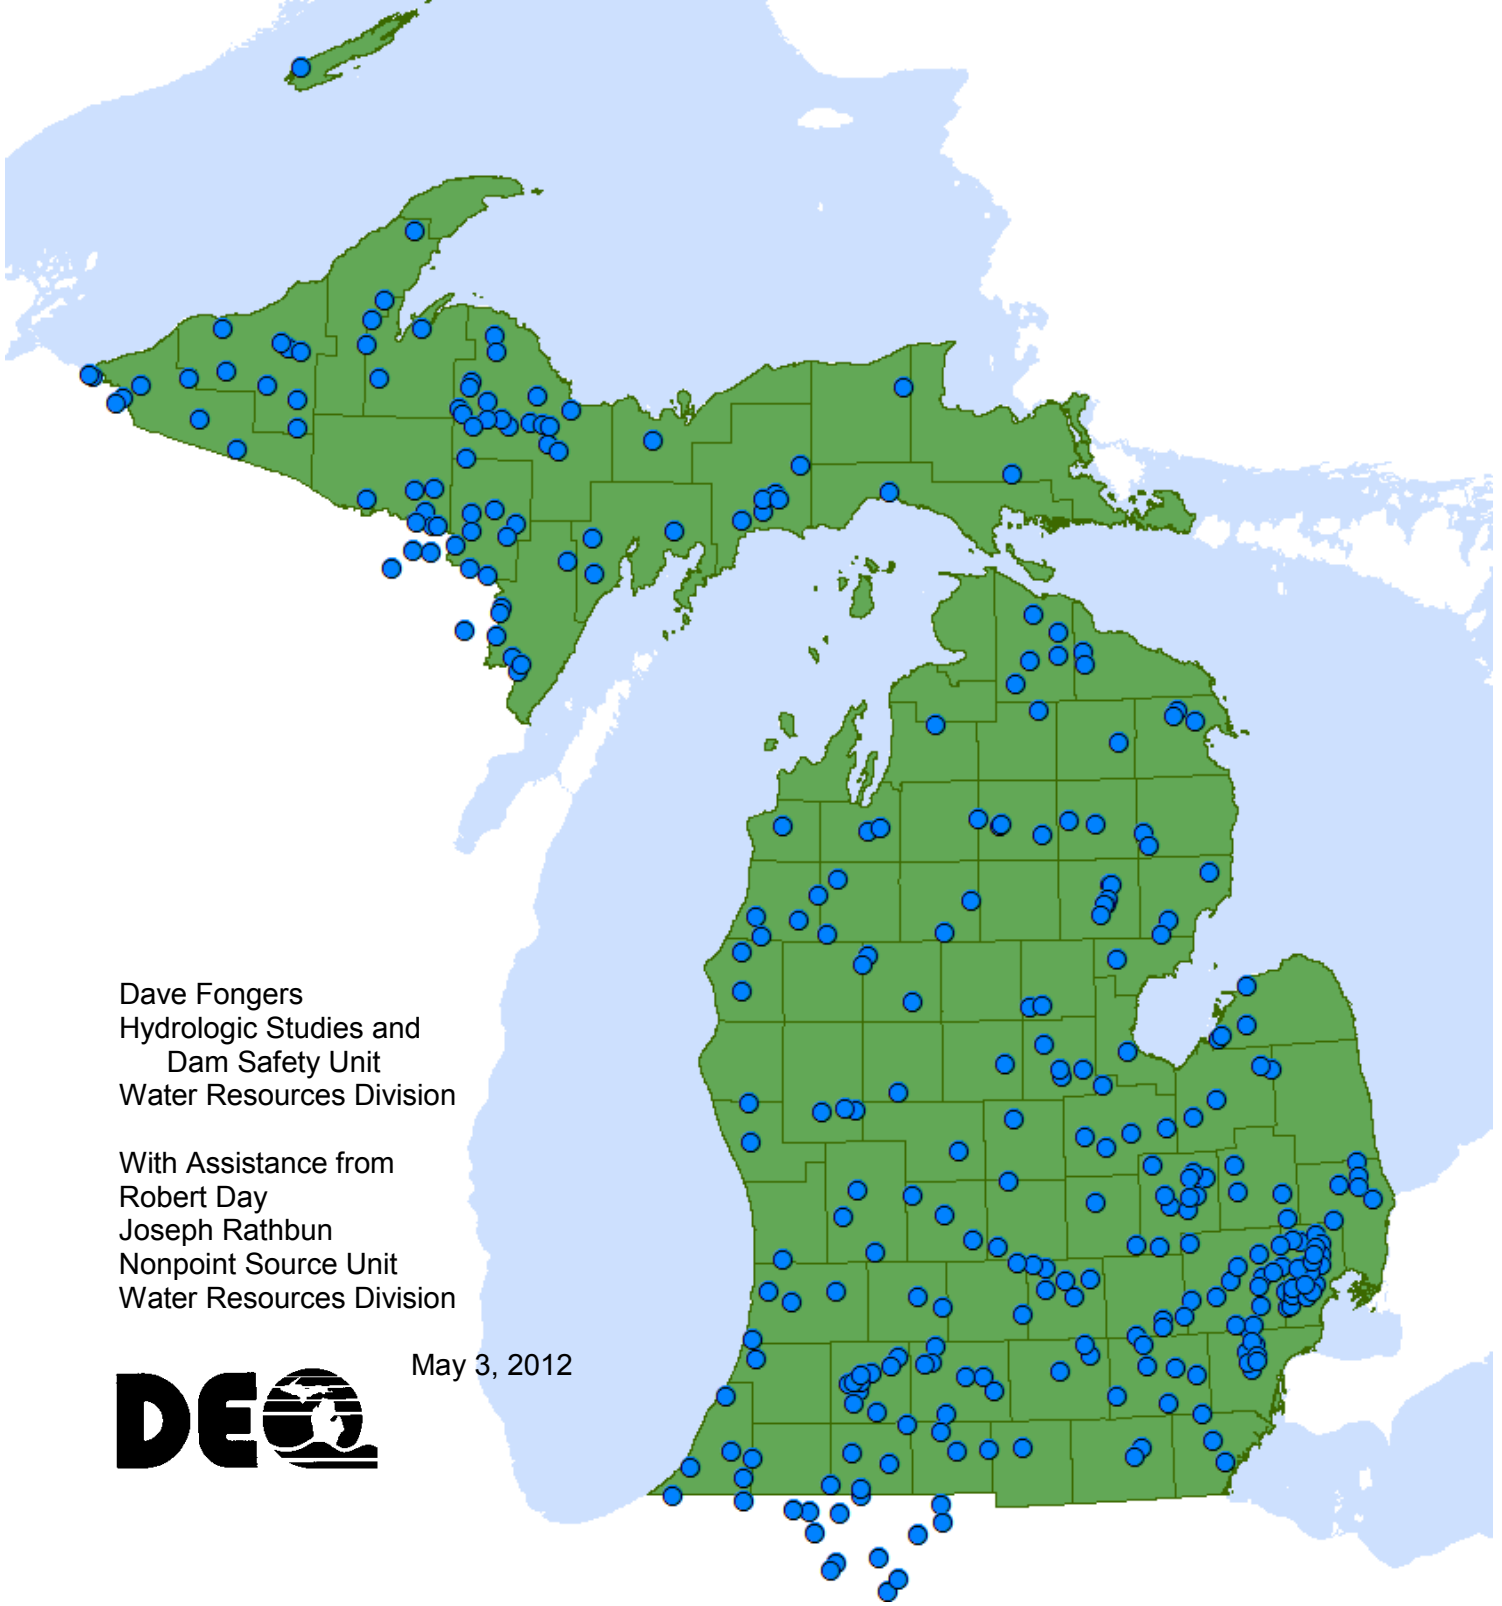 Dave Fongers
Hydrologic Studies and
Dam Safety Unit
Water Resources Division
With Assistance from
Robert Day
Joseph Rathbun
Nonpoint Source Unit
Water Resources Division
May 3, 2012
DEQ